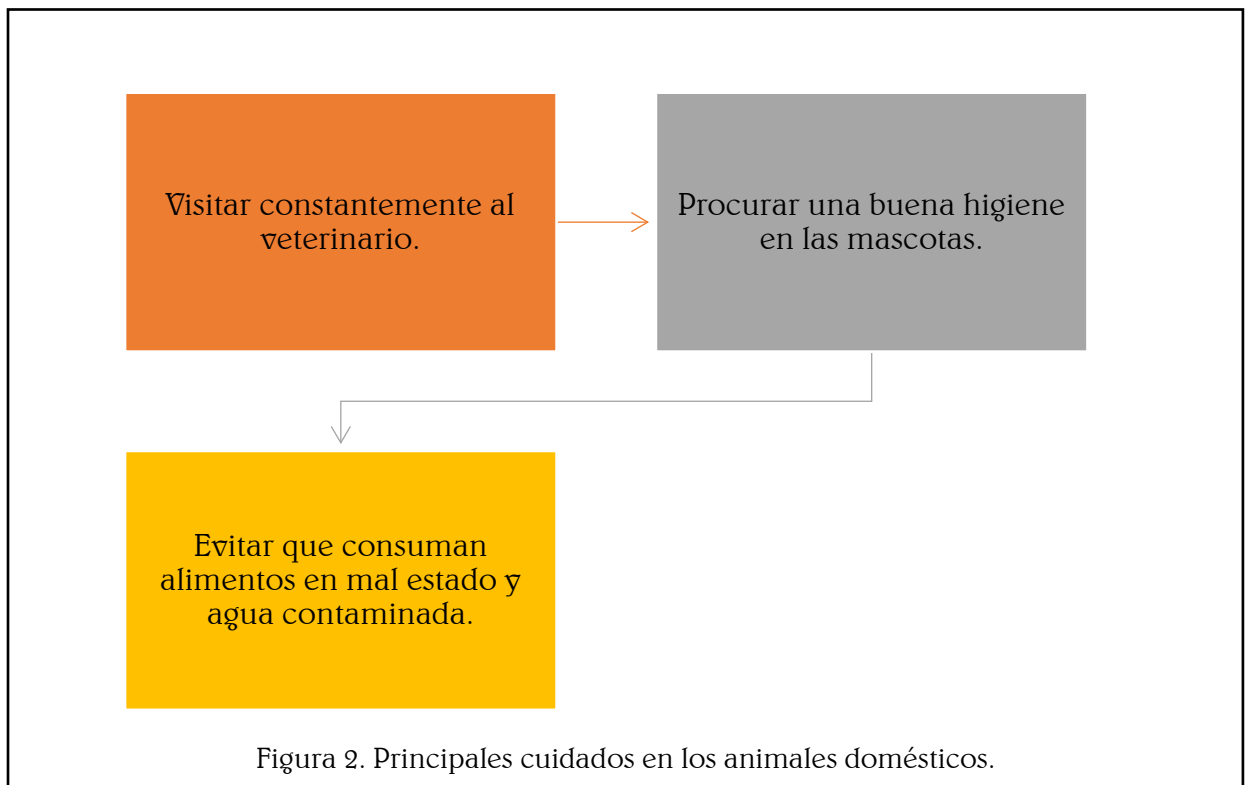 Visitar constantemente al
veterinario.
Procurar una buena higiene
en las mascotas.
Evitar que consuman
alimentos en mal estado y
agua contaminada.
Figura 2. Principales cuidados en los animales domésticos.